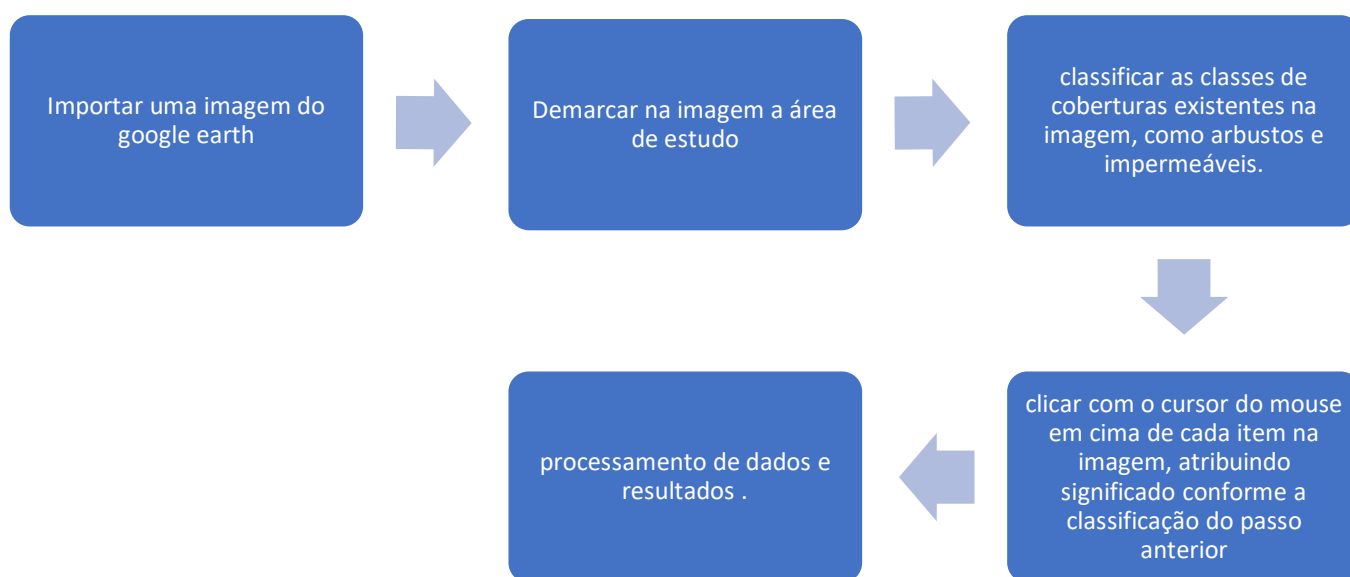 Importar uma imagem do
google earth
Demarcar na imagem a área
de estudo
classificar as classes de
coberturas existentes na
imagem, como arbustos e
impermeáveis.
clicar com o cursor do mouse
em cima de cada item na
imagem, atribuindo
significado conforme a
classificação do passo
anterior
processamento de dados e
resultados .